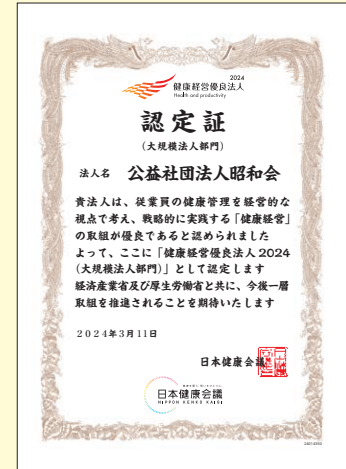 2024
健康経営優良法人
Health and productivity
認定証
(大規模法人部門)
法人名 公益社団法人昭和会
貴法人は、従業員の健康管理を経営的な
視点で考え、戦略的に実践する「健康経営」
の取組が優良であると認められました
よって、ここに「健康経営優良法人2024
(大規模法人部門)」として認定します
経済産業省及び厚生労働省と共に、今後一層
取組を推進されることを期待いたします
2024年3月11日
日本健康会議
日本健康会議
NIPPON KENKO KAIGI